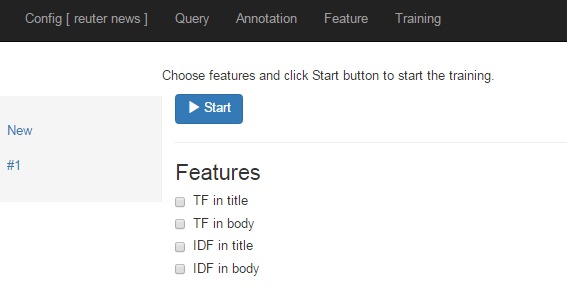 Config [ reuter news ] Query Annotation Feature Training
Choose features and click Start button to start the training.
Start
New
#1
Features
TF in title
TF in body
IDF in title
IDF in body